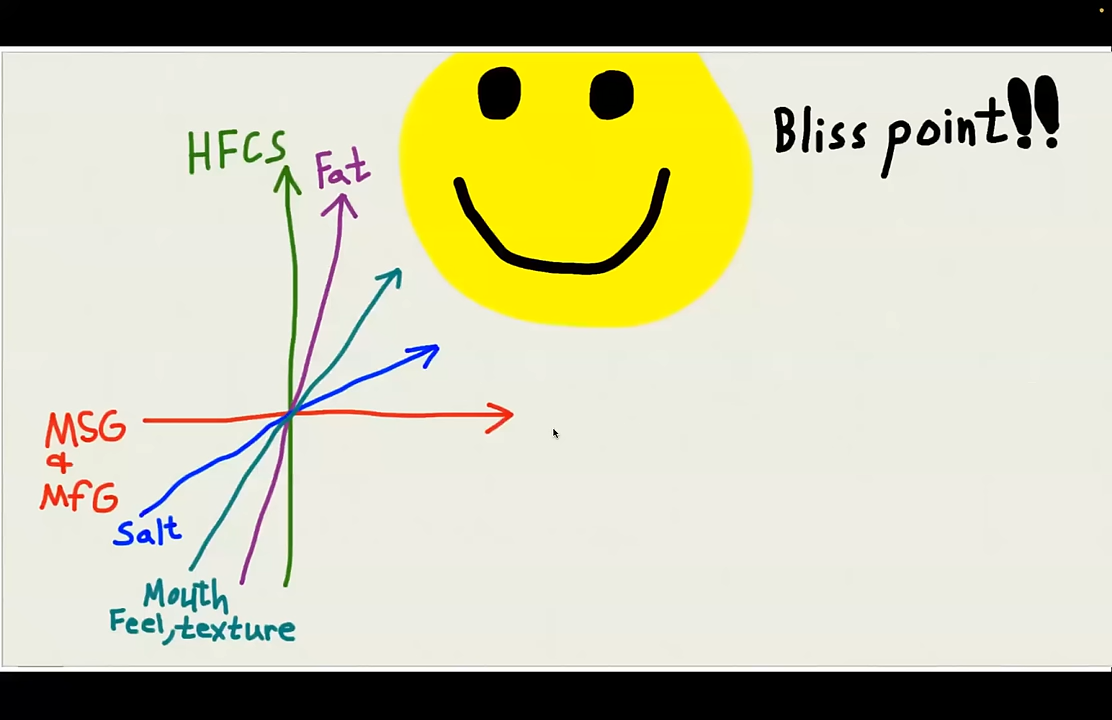 Bliss point!!
HFCS
Fat
MSG
&
MfG
Salt
Mouth
Feel, texture